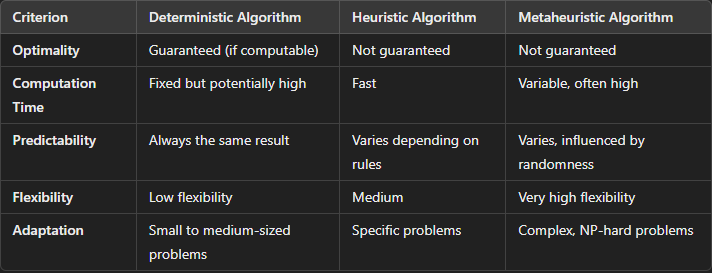 Criterion Deterministic Algorithm Heuristic Algorithm Metaheuristic Algorithm
Optimality Guaranteed (if computable) Not guaranteed Not guaranteed
Computation Time Fixed but potentially high Fast Variable, often high
Predictability Always the same result Varies depending on rules Varies, influenced by randomness
Flexibility Low flexibility Medium Very high flexibility
Adaptation Small to medium-sized problems Specific problems Complex, NP-hard problems